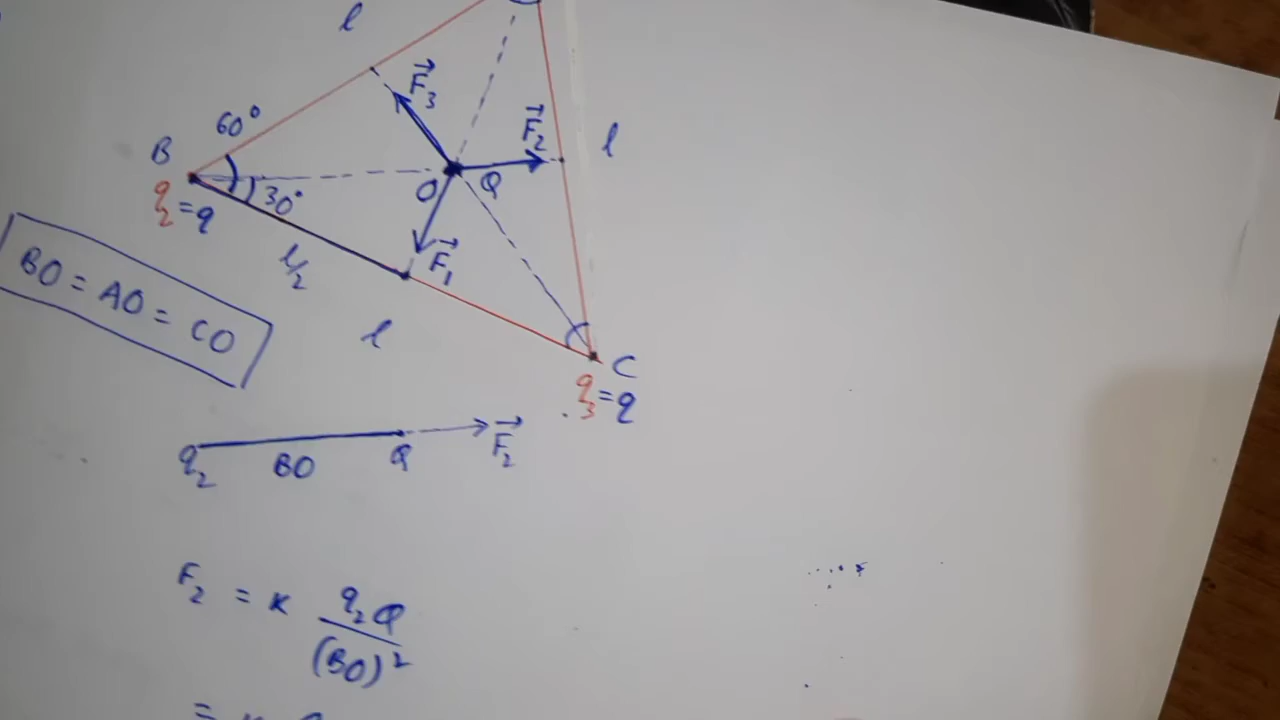 l
F₃
60°
F₂
l
B
O
Q
30°
q₂ = q
F₁
l/2
BO = AO = CO
l
C
q₃ = q
q₂ BO Q F₂
F₂ = K q₂Q / (BO)²
= K